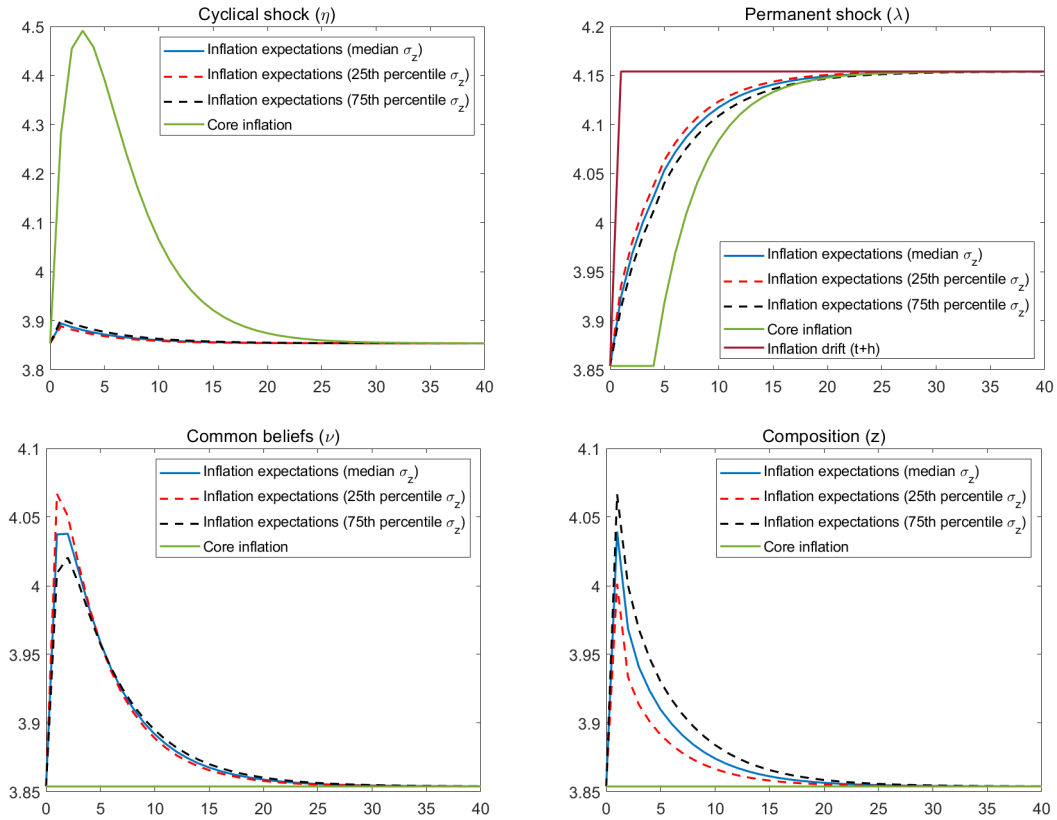 Cyclical shock (η)
4.5
4.4
4.3
4.2
4.1
4
3.9
3.8
Inflation expectations (median σz)
Inflation expectations (25th percentile σz)
Inflation expectations (75th percentile σz)
Core inflation
0 5 10 15 20 25 30 35 40
Permanent shock (λ)
4.2
4.15
4.1
4.05
4
3.95
3.9
3.85
Inflation expectations (median σz)
Inflation expectations (25th percentile σz)
Inflation expectations (75th percentile σz)
Core inflation
Inflation drift (t+h)
0 5 10 15 20 25 30 35 40
Common beliefs (ν)
4.1
4.05
4
3.95
3.9
3.85
Inflation expectations (median σz)
Inflation expectations (25th percentile σz)
Inflation expectations (75th percentile σz)
Core inflation
0 5 10 15 20 25 30 35 40
Composition (z)
4.1
4.05
4
3.95
3.9
3.85
Inflation expectations (median σz)
Inflation expectations (25th percentile σz)
Inflation expectations (75th percentile σz)
Core inflation
0 5 10 15 20 25 30 35 40